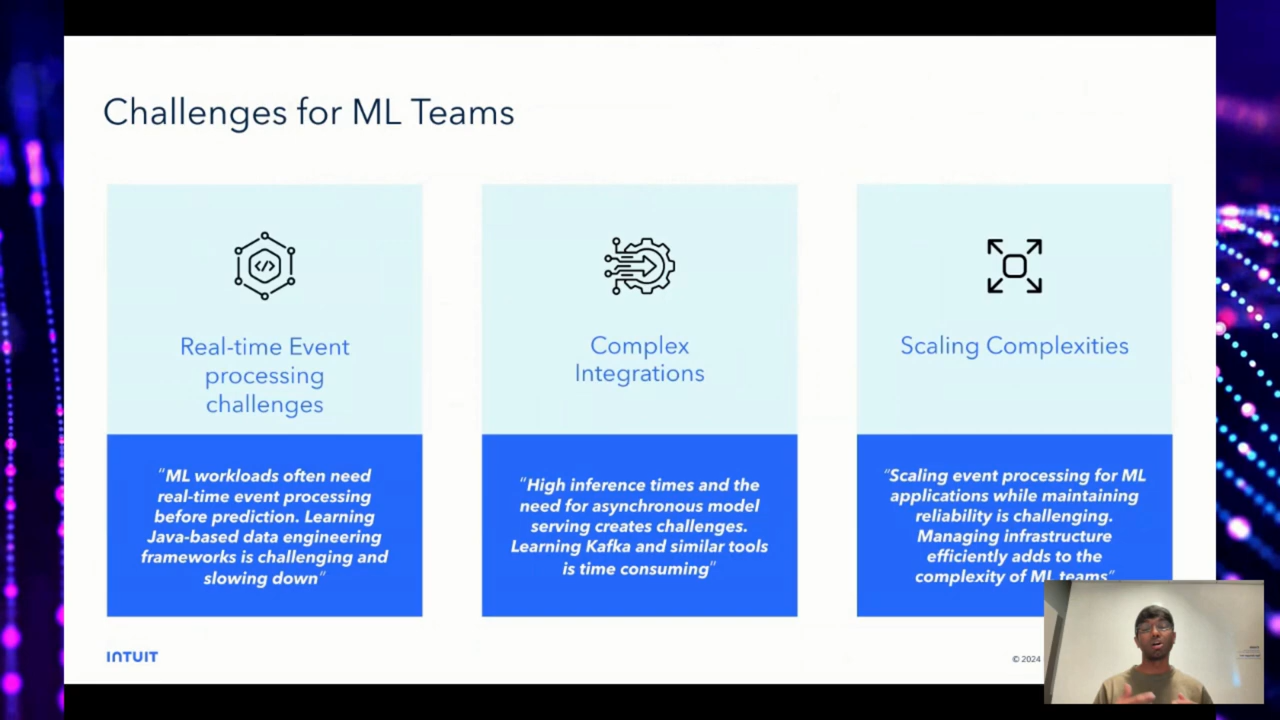 Challenges for ML Teams
Real-time Event
processing
challenges
"ML workloads often need
real-time event processing
before prediction. Learning
Java-based data engineering
frameworks is challenging and
slowing down"
Complex
Integrations
"High inference times and the
need for asynchronous model
serving creates challenges.
Learning Kafka and similar tools
is time consuming"
Scaling Complexities
"Scaling event processing for ML
applications while maintaining
reliability is challenging.
Managing infrastructure
efficiently adds to the
complexity of ML teams"
INTUIT
© 2024